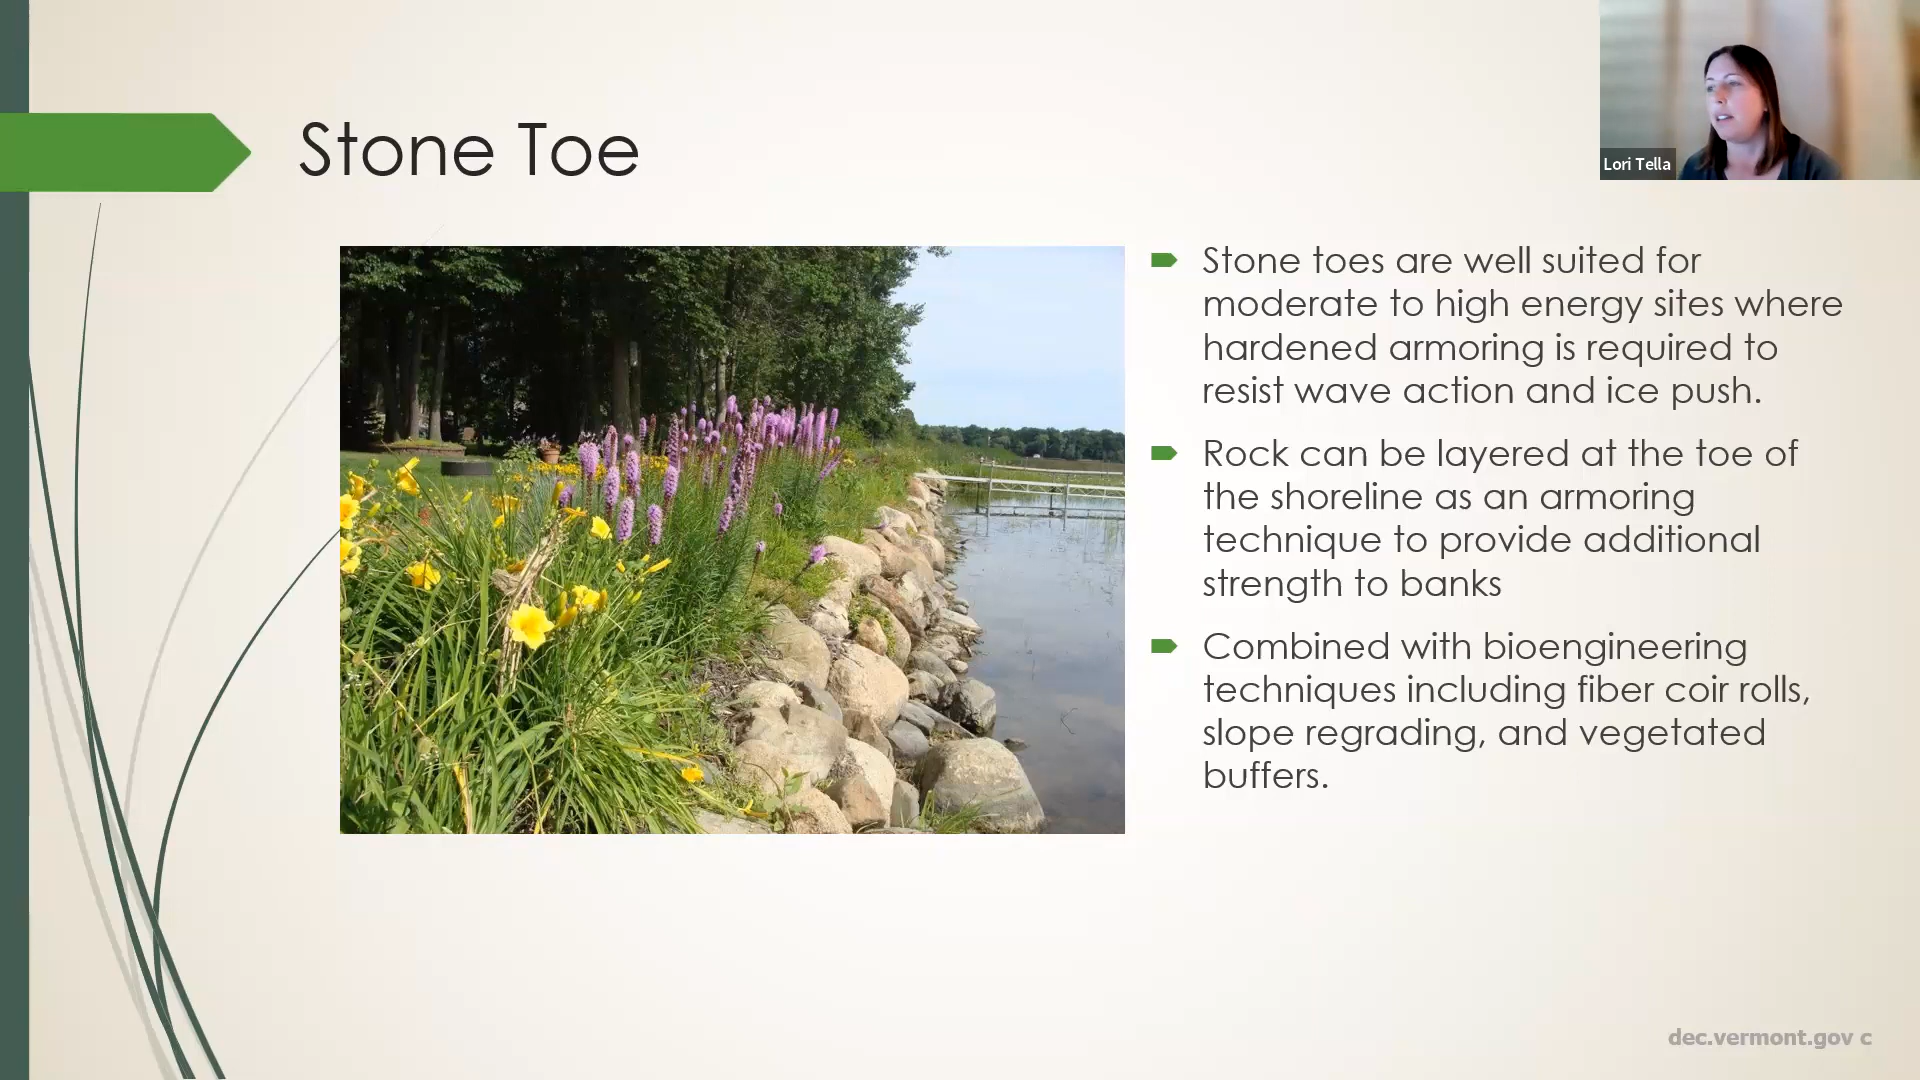 Lori Tella
Stone Toe
Stone toes are well suited for
moderate to high energy sites where
hardened armoring is required to
resist wave action and ice push.
Rock can be layered at the toe of
the shoreline as an armoring
technique to provide additional
strength to banks
Combined with bioengineering
techniques including fiber coir rolls,
slope regrading, and vegetated
buffers.
dec.vermont.gov c